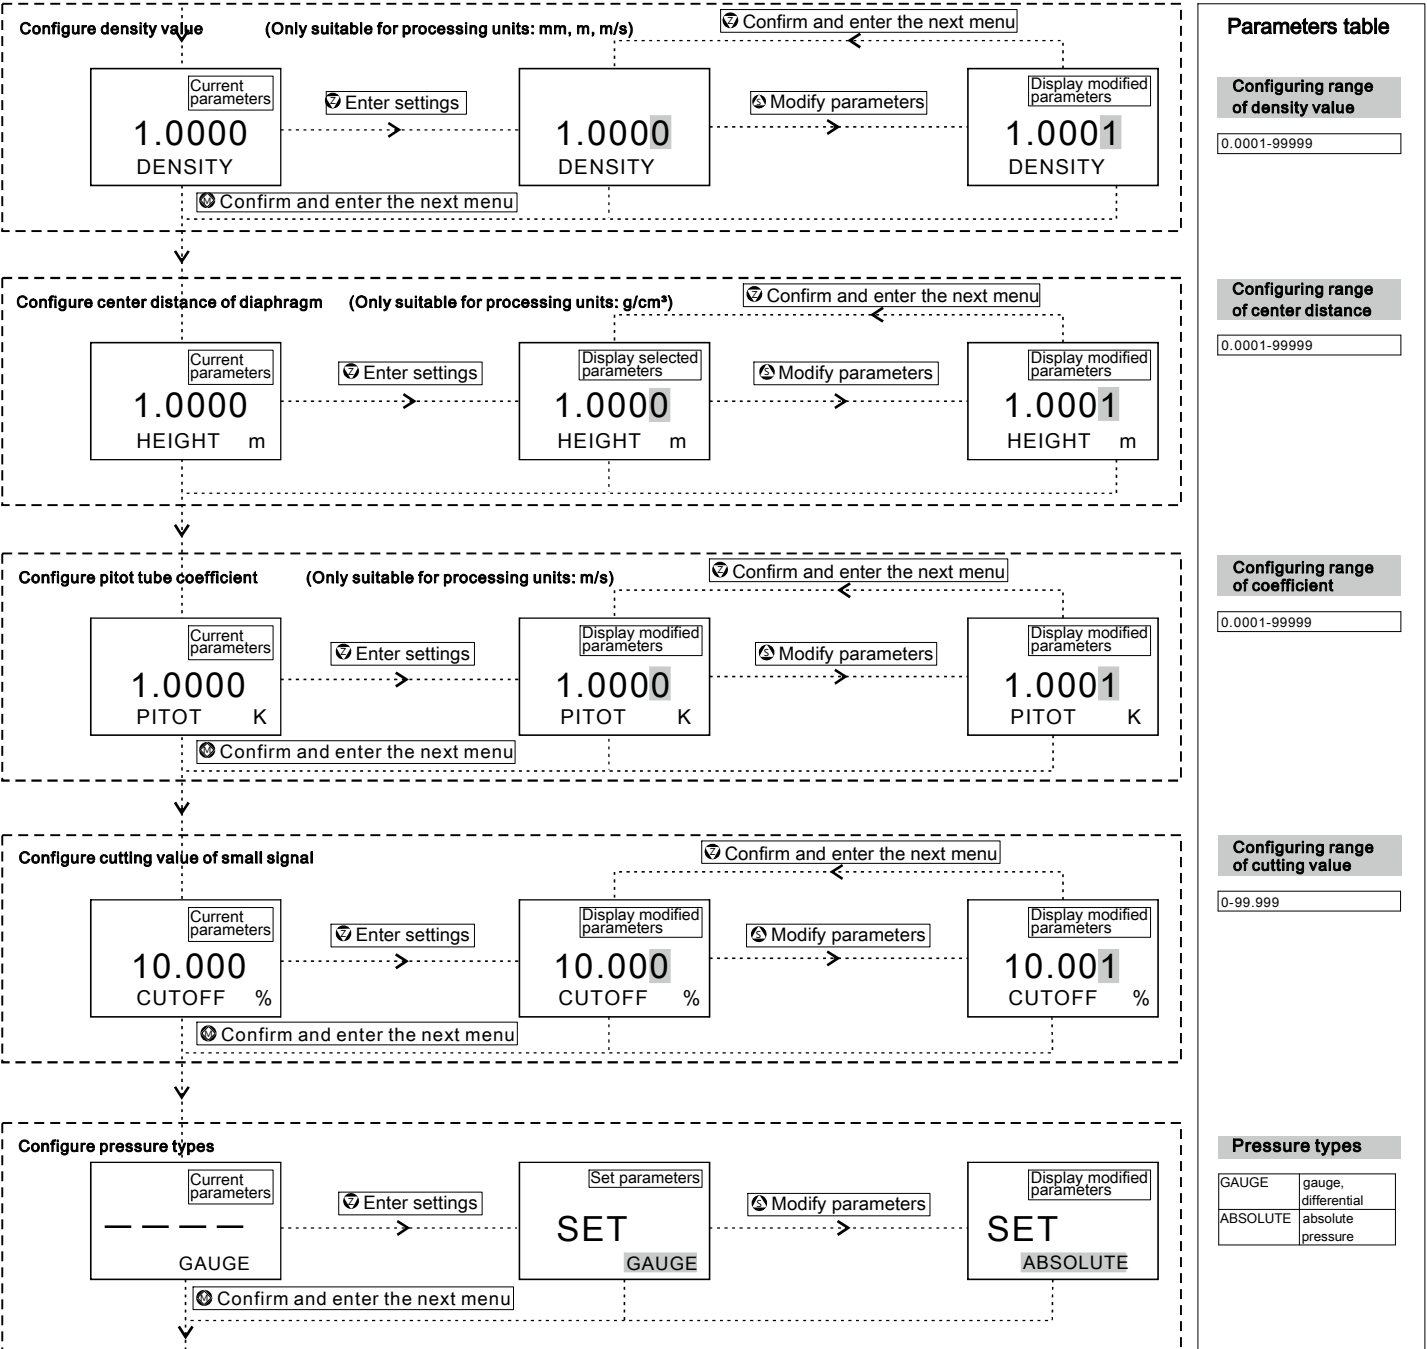 Configure density value (Only suitable for processing units: mm, m, m/s)
Ⓩ Confirm and enter the next menu
Current
parameters
1.0000
DENSITY
Ⓩ Enter settings
1.0000
DENSITY
Ⓢ Modify parameters
Display modified
parameters
1.0001
DENSITY
Ⓜ Confirm and enter the next menu
Configure center distance of diaphragm (Only suitable for processing units: g/cm³)
Ⓩ Confirm and enter the next menu
Current
parameters
1.0000
HEIGHT m
Ⓩ Enter settings
Display selected
parameters
1.0000
HEIGHT m
Ⓢ Modify parameters
Display modified
parameters
1.0001
HEIGHT m
Configure pitot tube coefficient (Only suitable for processing units: m/s)
Ⓩ Confirm and enter the next menu
Current
parameters
1.0000
PITOT K
Ⓩ Enter settings
Display modified
parameters
1.0000
PITOT K
Ⓢ Modify parameters
Display modified
parameters
1.0001
PITOT K
Ⓜ Confirm and enter the next menu
Configure cutting value of small signal
Ⓩ Confirm and enter the next menu
Current
parameters
10.000
CUTOFF %
Ⓩ Enter settings
Display modified
parameters
10.000
CUTOFF %
Ⓢ Modify parameters
Display modified
parameters
10.001
CUTOFF %
Ⓜ Confirm and enter the next menu
Configure pressure types
Current
parameters
— — — —
GAUGE
Ⓩ Enter settings
Set parameters
SET
GAUGE
Ⓢ Modify parameters
Display modified
parameters
SET
ABSOLUTE
Ⓜ Confirm and enter the next menu
Parameters table
Configuring range
of density value
0.0001-99999
Configuring range
of center distance
0.0001-99999
Configuring range
of coefficient
0.0001-99999
Configuring range
of cutting value
0-99.999
Pressure types
GAUGE gauge,
differential
ABSOLUTE absolute
pressure